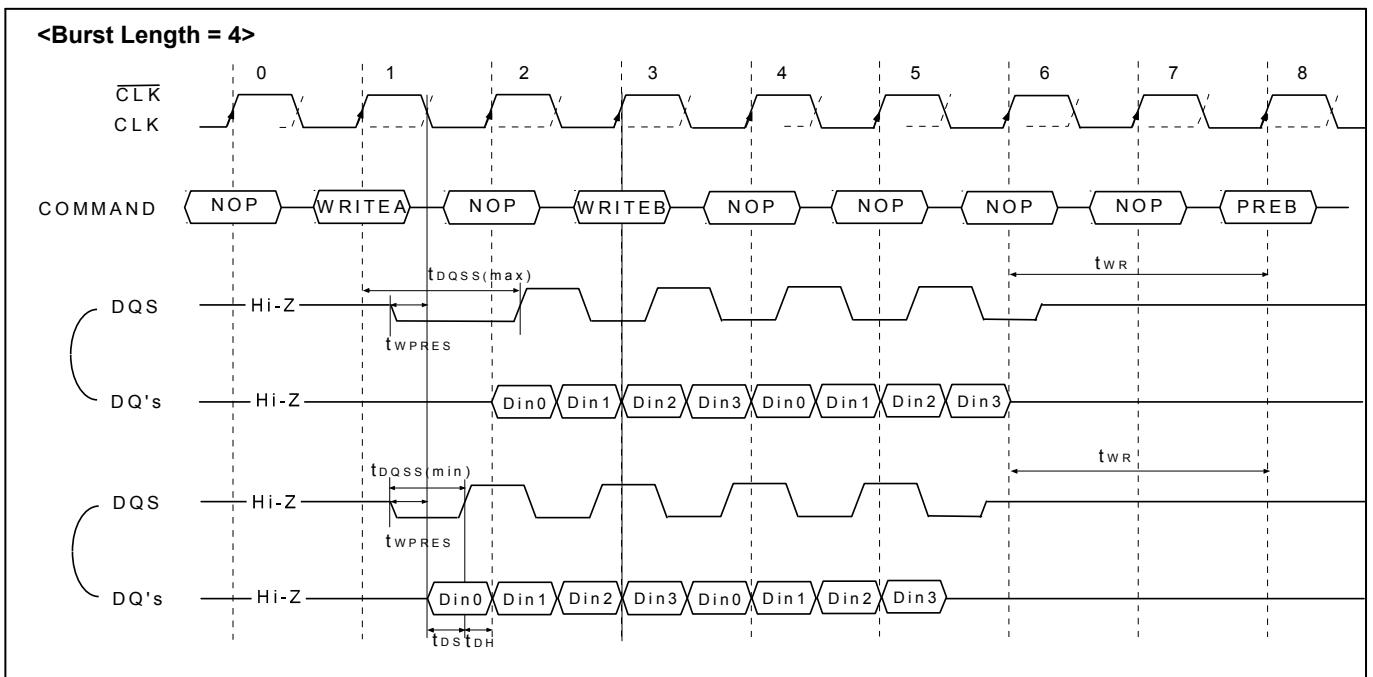 <Burst Length = 4>
0 1 2 3 4 5 6 7 8
CLK
CLK
COMMAND NOP WRITEA NOP WRITEB NOP NOP NOP NOP PREB
tDQSS(max) tWR
DQS Hi-Z
tWPRES
DQ's Hi-Z Din0 Din1 Din2 Din3 Din0 Din1 Din2 Din3
tDQSS(min) tWR
DQS Hi-Z
tWPRES
DQ's Hi-Z Din0 Din1 Din2 Din3 Din0 Din1 Din2 Din3
tDS tDH